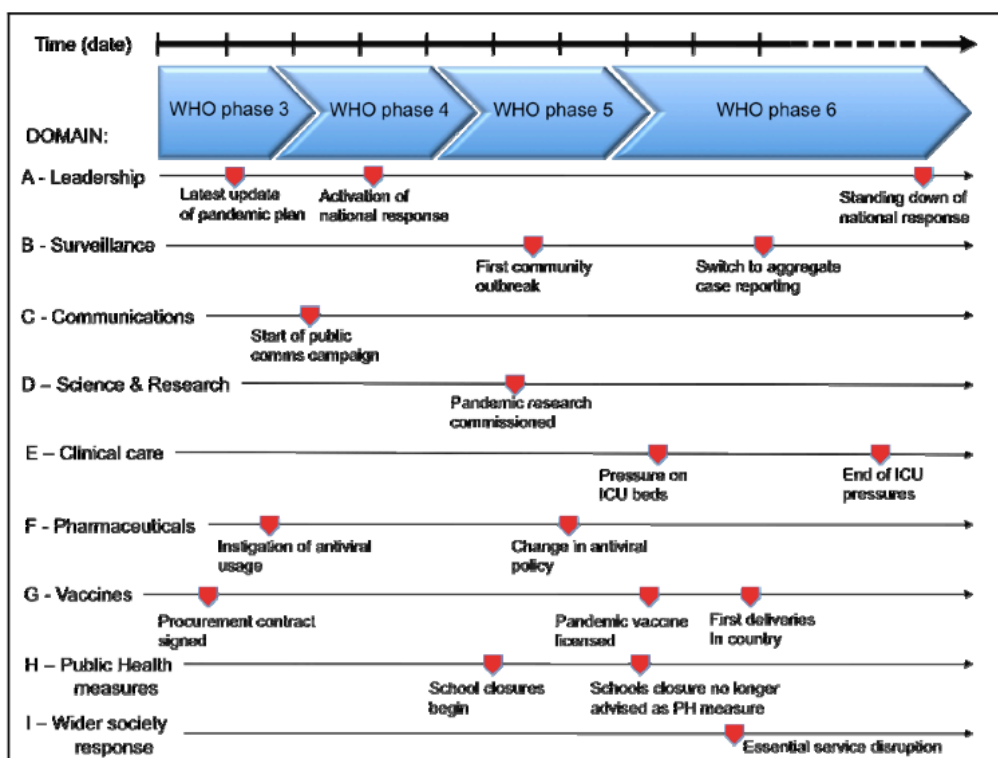 Time (date)
WHO phase 3
WHO phase 4
WHO phase 5
WHO phase 6
DOMAIN:
A - Leadership
Latest update
of pandemic plan
Activation of
national response
Standing down of
national response
B - Surveillance
First community
outbreak
Switch to aggregate
case reporting
C - Communications
Start of public
comms campaign
D – Science & Research
Pandemic research
commissioned
E – Clinical care
Pressure on
ICU beds
End of ICU
pressures
F - Pharmaceuticals
Instigation of antiviral
usage
Change in antiviral
policy
G - Vaccines
Procurement contract
signed
Pandemic vaccine
licensed
First deliveries
In country
H – Public Health
measures
School closures
begin
Schools closure no longer
advised as PH measure
I – Wider society
response
Essential service disruption